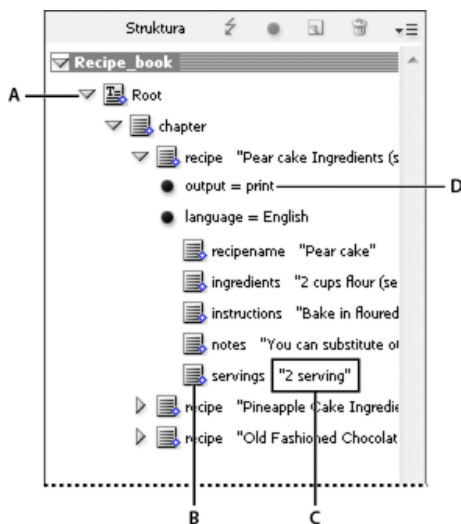 Struktura
Recipe_book
A
Root
chapter
recipe "Pear cake Ingredients (s
output = print
D
language = English
recipename "Pear cake"
ingredients "2 cups flour (se
instructions "Bake in floured
notes "You can substitute ot
servings "2 serving"
recipe "Pineapple Cake Ingredie
recipe "Old Fashioned Chocolat
B
C